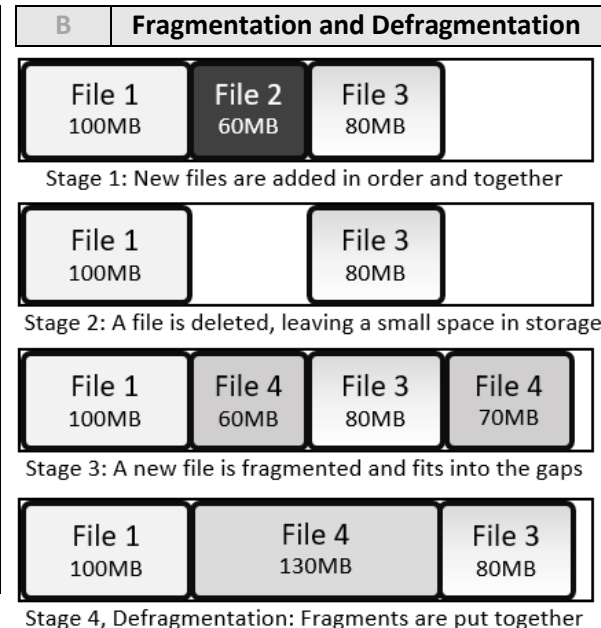 B Fragmentation and Defragmentation
File 1 File 2 File 3
100MB 60MB 80MB
Stage 1: New files are added in order and together
File 1 File 3
100MB 80MB
Stage 2: A file is deleted, leaving a small space in storage
File 1 File 4 File 3 File 4
100MB 60MB 80MB 70MB
Stage 3: A new file is fragmented and fits into the gaps
File 1 File 4 File 3
100MB 130MB 80MB
Stage 4, Defragmentation: Fragments are put together